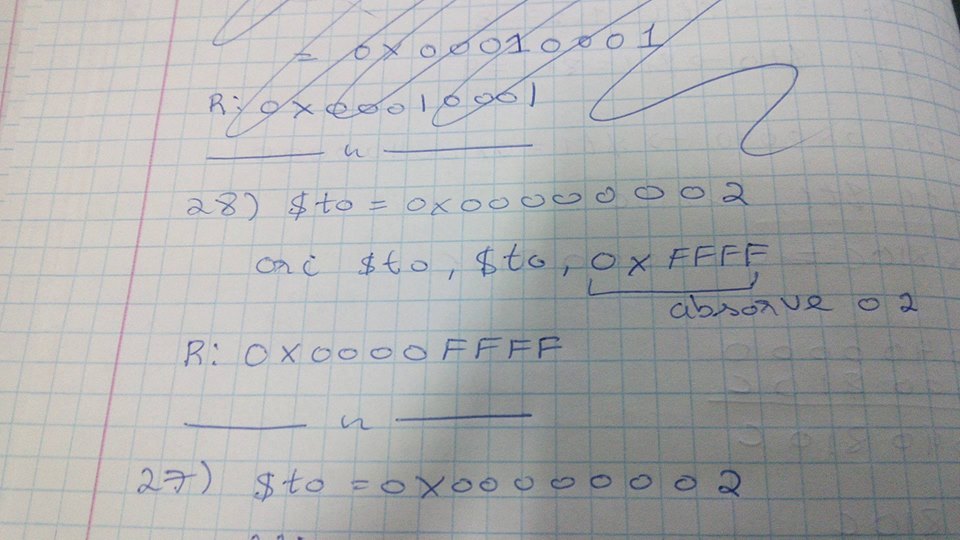 = 0x00010001
R: 0x00010001
28) $t0 = 0x00000002
ori $t0, $t0, 0xFFFF
absorve o 2
R: 0x0000FFFF
27) $t0 = 0x00000002